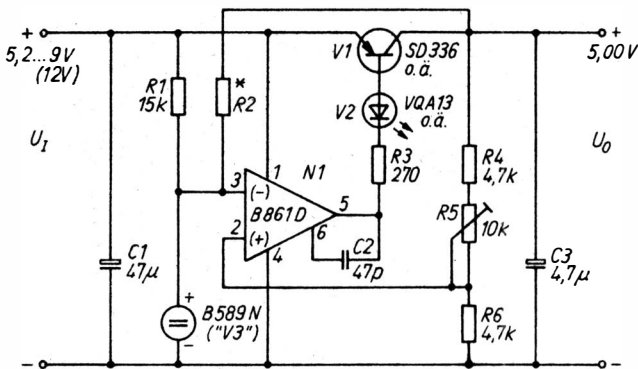 +
5,2...9V
(12V)
U_I
-
R1
15k
*
R2
V1
SD336
o.ä.
V2
VQA13
o.ä.
R3
270
+
5,00V
U_O
-
R4
4,7k
R5
10k
R6
4,7k
N1
1
3
(-)
B861D
2
(+)
4
5
6
C2
47p
C1
47µ
C3
4,7µ
+
B589N
("V3")
-